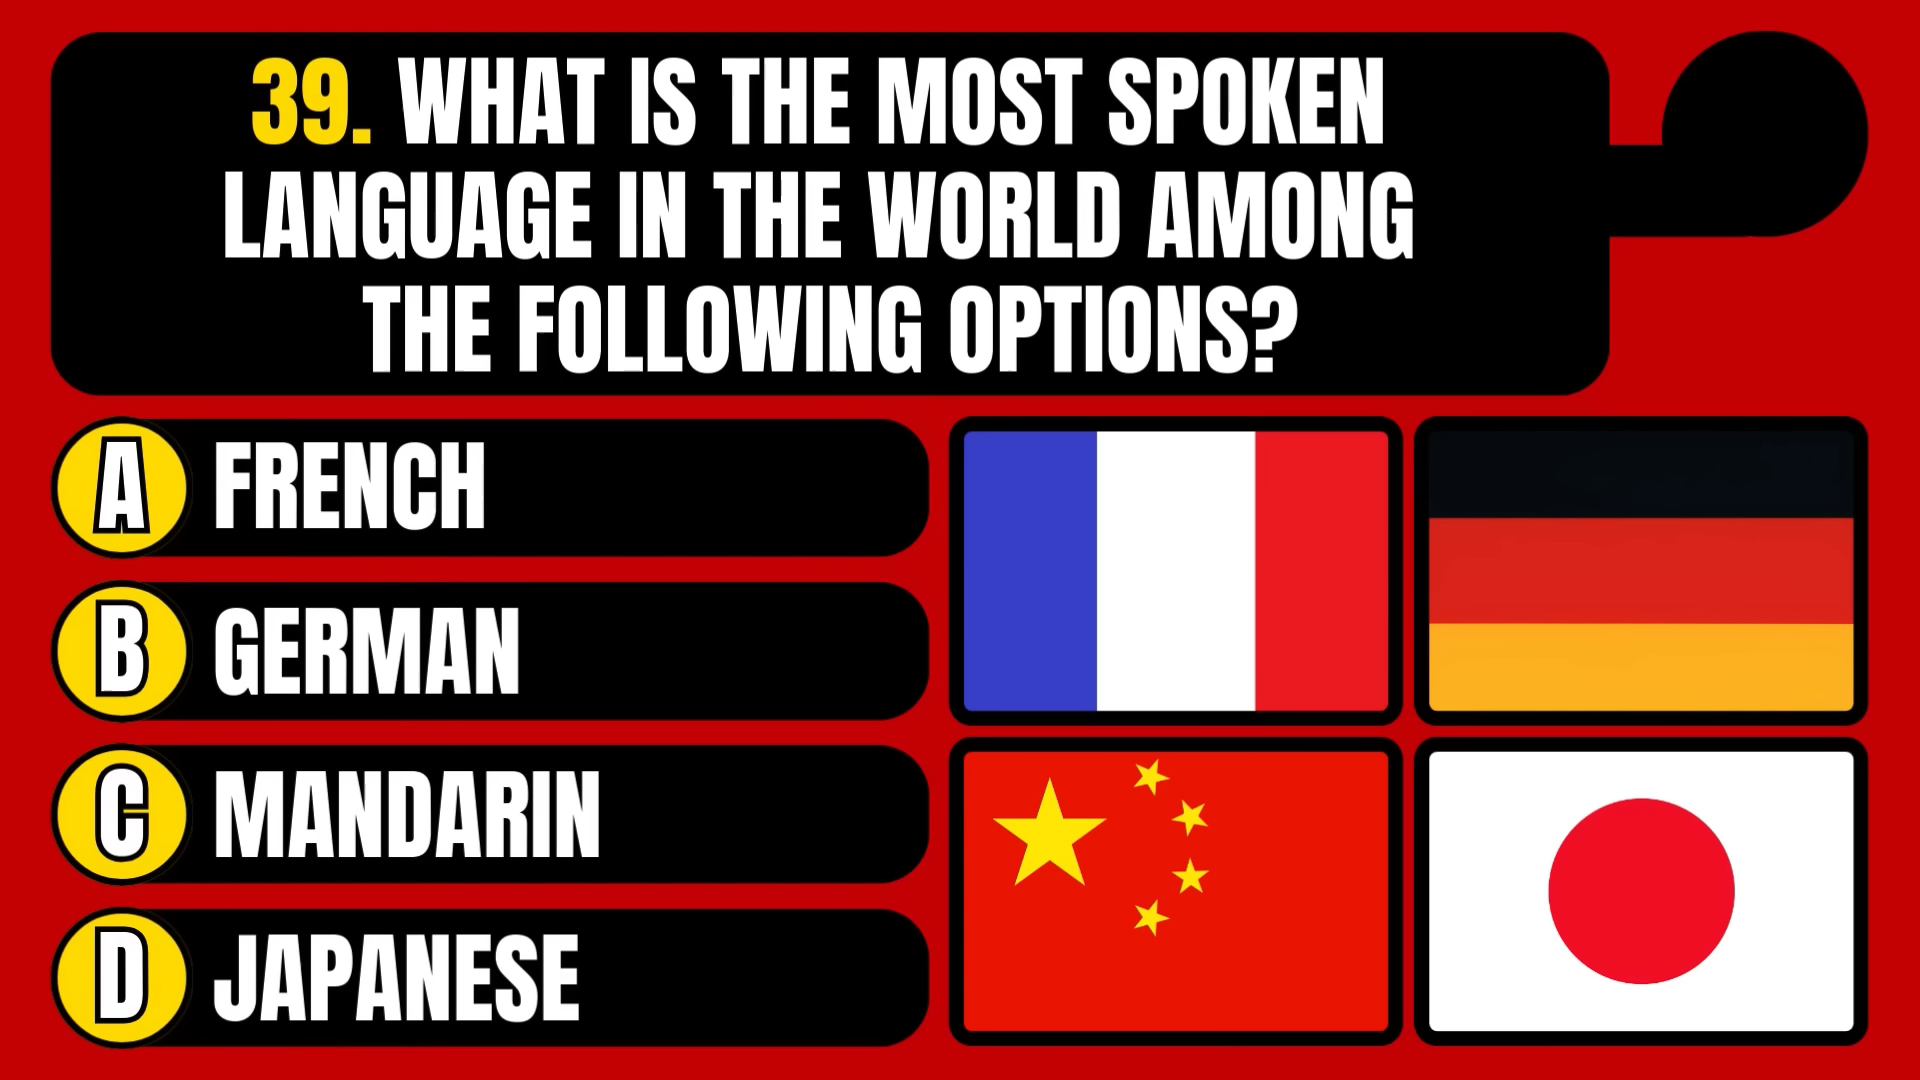 39. WHAT IS THE MOST SPOKEN
LANGUAGE IN THE WORLD AMONG
THE FOLLOWING OPTIONS?
A FRENCH
B GERMAN
C MANDARIN
D JAPANESE